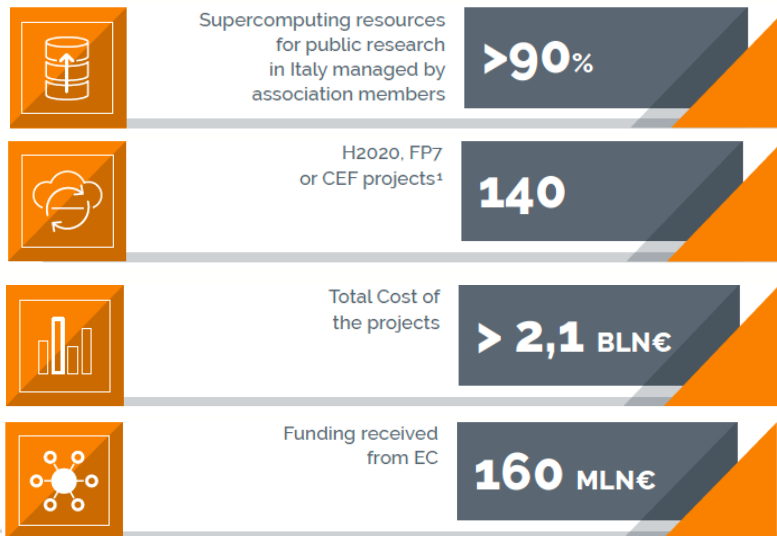 Supercomputing resources
for public research
in Italy managed by
association members
>90%
H2020, FP7
or CEF projects¹
140
Total Cost of
the projects
> 2,1 BLN€
Funding received
from EC
160 MLN€